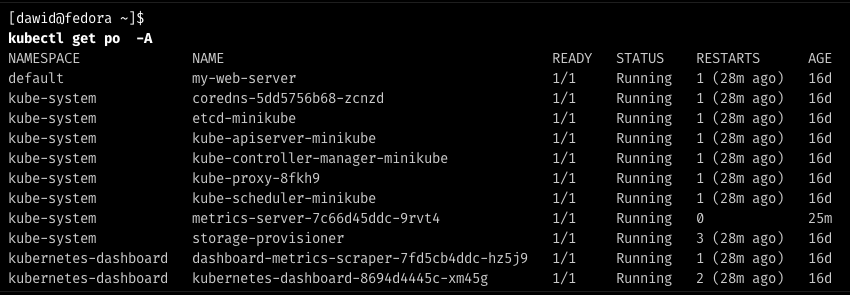 [dawid@fedora ~]$
kubectl get po  -A
NAMESPACE              NAME                                         READY   STATUS    RESTARTS      AGE
default                my-web-server                                1/1     Running   1 (28m ago)   16d
kube-system            coredns-5dd5756b68-zcnzd                     1/1     Running   1 (28m ago)   16d
kube-system            etcd-minikube                                1/1     Running   1 (28m ago)   16d
kube-system            kube-apiserver-minikube                      1/1     Running   1 (28m ago)   16d
kube-system            kube-controller-manager-minikube             1/1     Running   1 (28m ago)   16d
kube-system            kube-proxy-8fkh9                             1/1     Running   1 (28m ago)   16d
kube-system            kube-scheduler-minikube                      1/1     Running   1 (28m ago)   16d
kube-system            metrics-server-7c66d45ddc-9rvt4              1/1     Running   0             25m
kube-system            storage-provisioner                          1/1     Running   3 (28m ago)   16d
kubernetes-dashboard   dashboard-metrics-scraper-7fd5cb4ddc-hz5j9   1/1     Running   1 (28m ago)   16d
kubernetes-dashboard   kubernetes-dashboard-8694d4445c-xm45g        1/1     Running   2 (28m ago)   16d